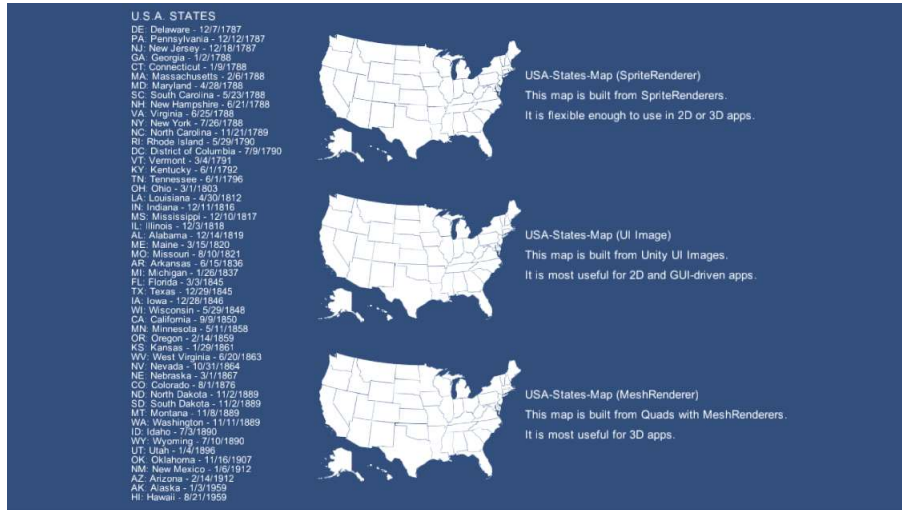 U.S.A. STATES
DE: Delaware - 12/7/1787
PA: Pennsylvania - 12/12/1787
NJ: New Jersey - 12/18/1787
GA: Georgia - 1/2/1788
CT: Connecticut - 1/9/1788
MA: Massachusetts - 2/6/1788
MD: Maryland - 4/28/1788
SC: South Carolina - 5/23/1788
NH: New Hampshire - 6/21/1788
VA: Virginia - 6/25/1788
NY: New York - 7/26/1788
NC: North Carolina - 11/21/1789
RI: Rhode Island - 5/29/1790
DC: District of Columbia - 7/9/1790
VT: Vermont - 3/4/1791
KY: Kentucky - 6/1/1792
TN: Tennessee - 6/1/1796
OH: Ohio - 3/1/1803
LA: Louisiana - 4/30/1812
IN: Indiana - 12/11/1816
MS: Mississippi - 12/10/1817
IL: Illinois - 12/3/1818
AL: Alabama - 12/14/1819
ME: Maine - 3/15/1820
MO: Missouri - 8/10/1821
AR: Arkansas - 6/15/1836
MI: Michigan - 1/26/1837
FL: Florida - 3/3/1845
TX: Texas - 12/29/1845
IA: Iowa - 12/28/1846
WI: Wisconsin - 5/29/1848
CA: California - 9/9/1850
MN: Minnesota - 5/11/1858
OR: Oregon - 2/14/1859
KS: Kansas - 1/29/1861
WV: West Virginia - 6/20/1863
NV: Nevada - 10/31/1864
NE: Nebraska - 3/1/1867
CO: Colorado - 8/1/1876
ND: North Dakota - 11/2/1889
SD: South Dakota - 11/2/1889
MT: Montana - 11/8/1889
WA: Washington - 11/11/1889
ID: Idaho - 7/3/1890
WY: Wyoming - 7/10/1890
UT: Utah - 1/4/1896
OK: Oklahoma - 11/16/1907
NM: New Mexico - 1/6/1912
AZ: Arizona - 2/14/1912
AK: Alaska - 1/3/1959
HI: Hawaii - 8/21/1959
USA-States-Map (SpriteRenderer)
This map is built from SpriteRenderers.
It is flexible enough to use in 2D or 3D apps.
USA-States-Map (UI Image)
This map is built from Unity UI Images.
It is most useful for 2D and GUI-driven apps.
USA-States-Map (MeshRenderer)
This map is built from Quads with MeshRenderers.
It is most useful for 3D apps.